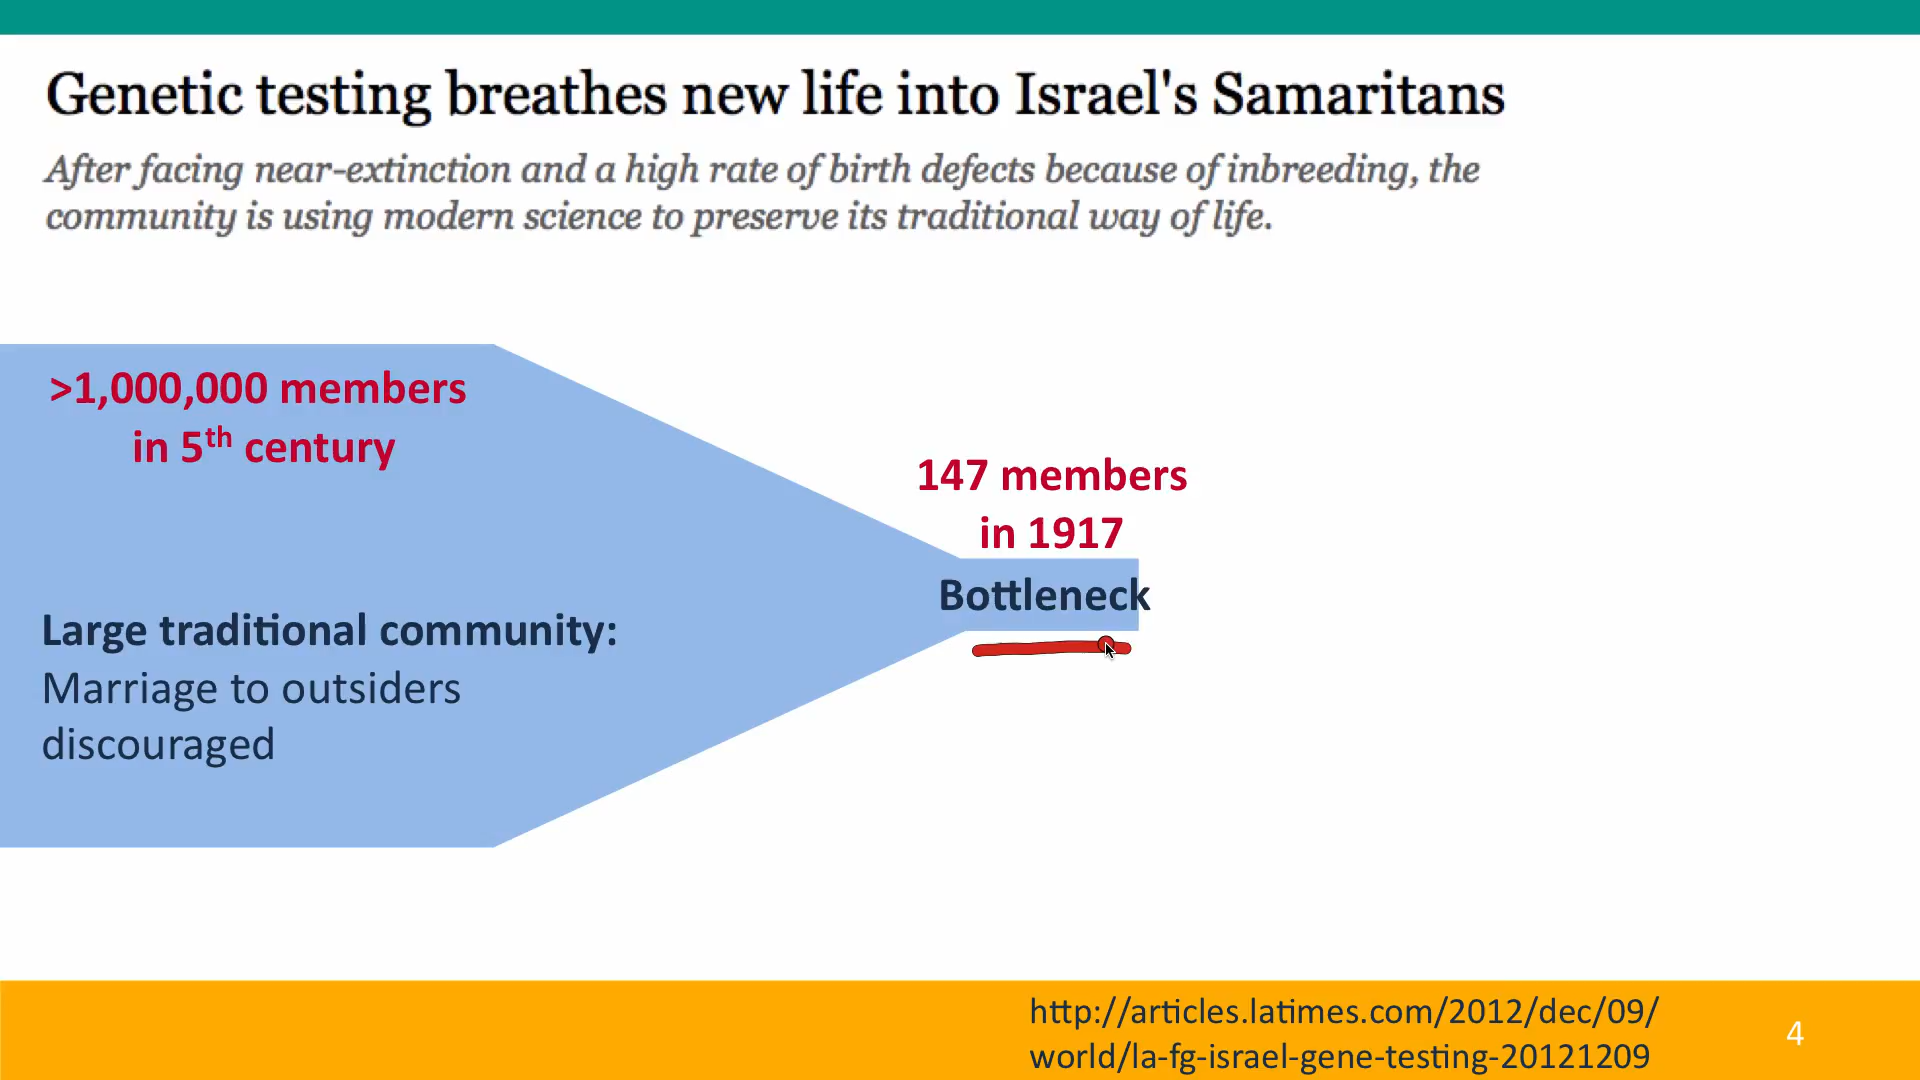 Genetic testing breathes new life into Israel's Samaritans
After facing near-extinction and a high rate of birth defects because of inbreeding, the
community is using modern science to preserve its traditional way of life.
>1,000,000 members
in 5th century
147 members
in 1917
Bottleneck
Large traditional community:
Marriage to outsiders
discouraged
http://articles.latimes.com/2012/dec/09/
world/la-fg-israel-gene-testing-20121209
4